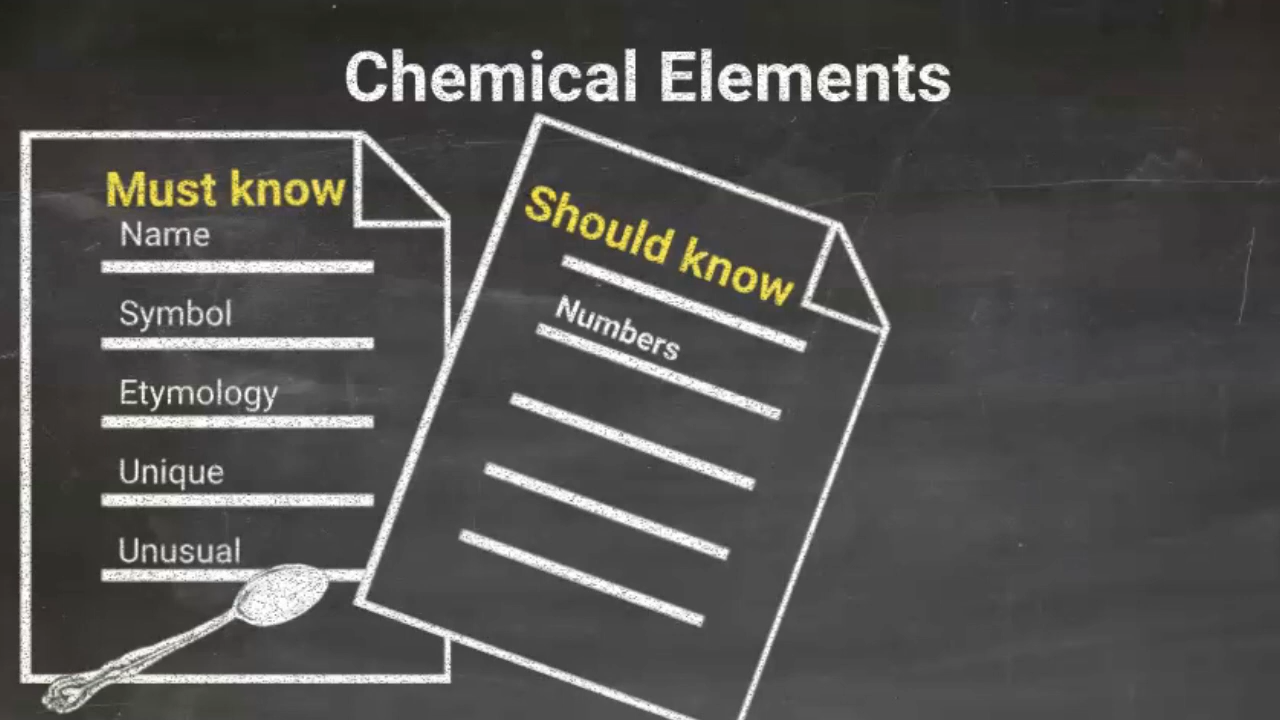 Chemical Elements
Must know
Name
Symbol
Etymology
Unique
Unusual
Should know
Numbers